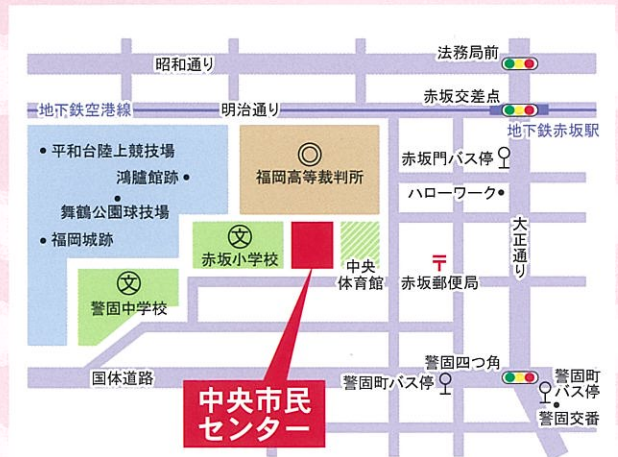 法務局前
昭和通り
赤坂交差点
地下鉄空港線
明治通り
地下鉄赤坂駅
平和台陸上競技場
鴻臚館跡
舞鶴公園球技場
福岡城跡
福岡高等裁判所
赤坂門バス停
ハローワーク
大正通り
文
赤坂小学校
中央
体育館
〒
赤坂郵便局
文
警固中学校
警固四つ角
国体道路
警固町バス停
警固町
バス停
警固交番
中央市民
センター